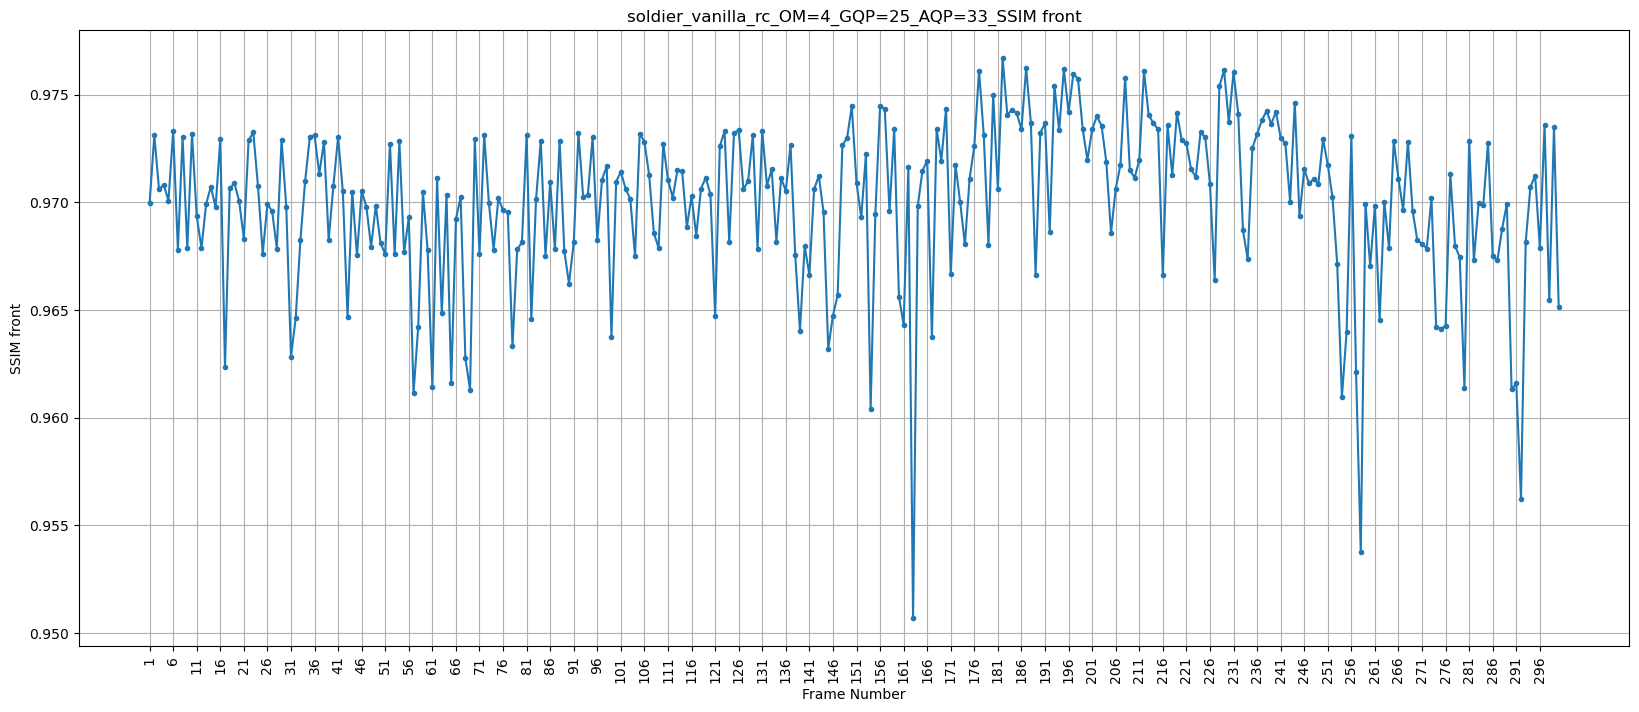 soldier_vanilla_rc_OM=4_GQP=25_AQP=33_SSIM front
SSIM front
0.975
0.970
0.965
0.960
0.955
0.950
1 6 11 16 21 26 31 36 41 46 51 56 61 66 71 76 81 86 91 96 101 106 111 116 121 126 131 136 141 146 151 156 161 166 171 176 181 186 191 196 201 206 211 216 221 226 231 236 241 246 251 256 261 266 271 276 281 286 291 296
Frame Number